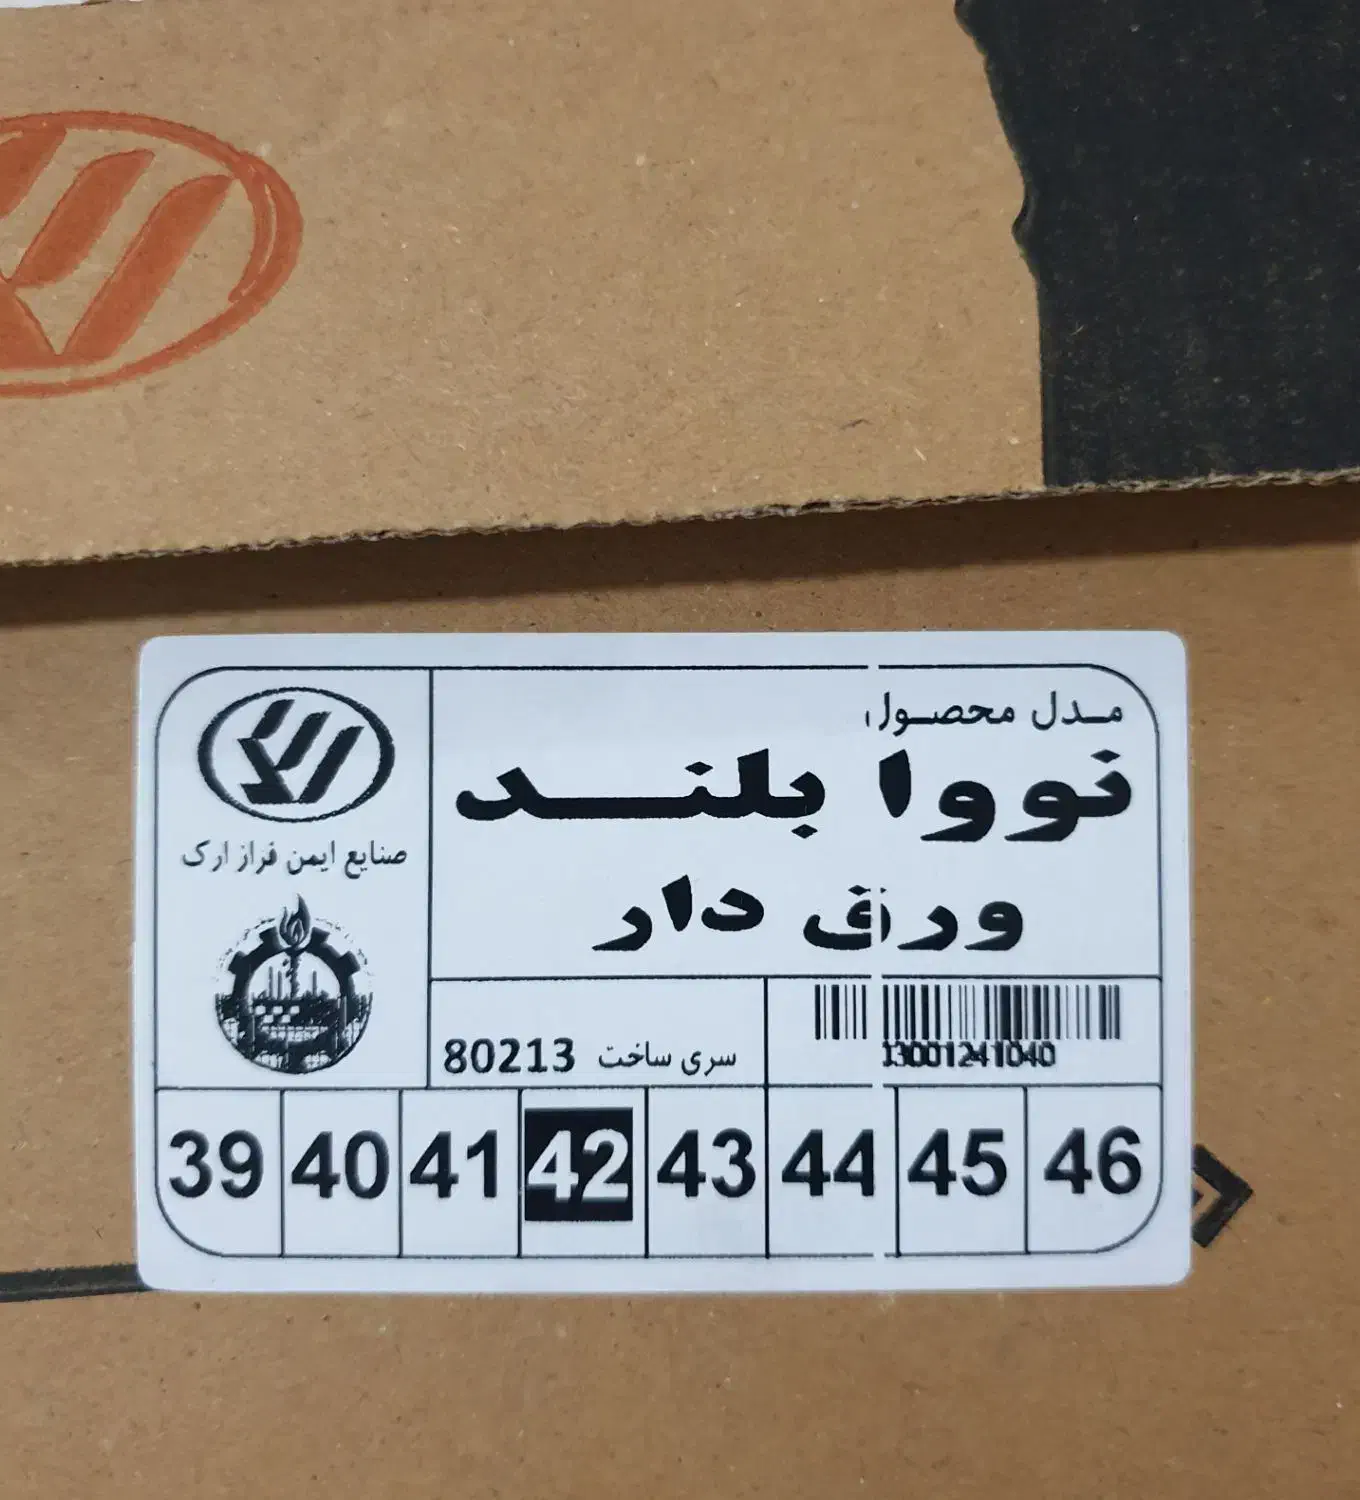 مدل محصول
نووا بلند
ورق دار
صنایع ایمن فراز ارک
سری ساخت 80213
03001241040
39 40 41 42 43 44 45 46